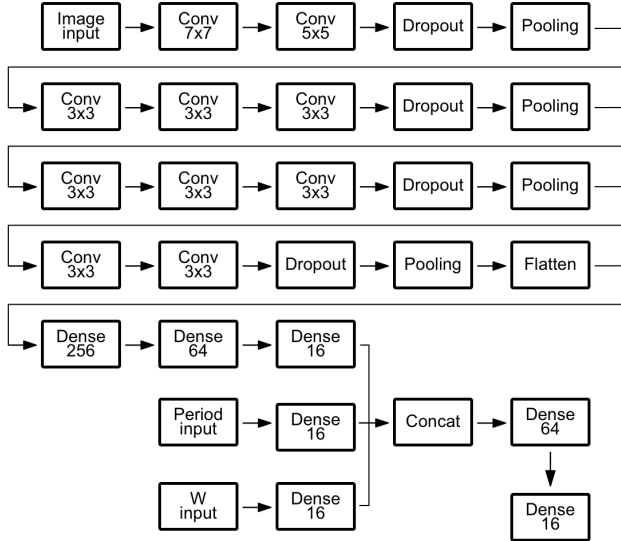 Image
input
Conv
7x7
Conv
5x5
Dropout
Pooling
Conv
3x3
Conv
3x3
Conv
3x3
Dropout
Pooling
Conv
3x3
Conv
3x3
Conv
3x3
Dropout
Pooling
Conv
3x3
Conv
3x3
Dropout
Pooling
Flatten
Dense
256
Dense
64
Dense
16
Period
input
Dense
16
Concat
Dense
64
W
input
Dense
16
Dense
16